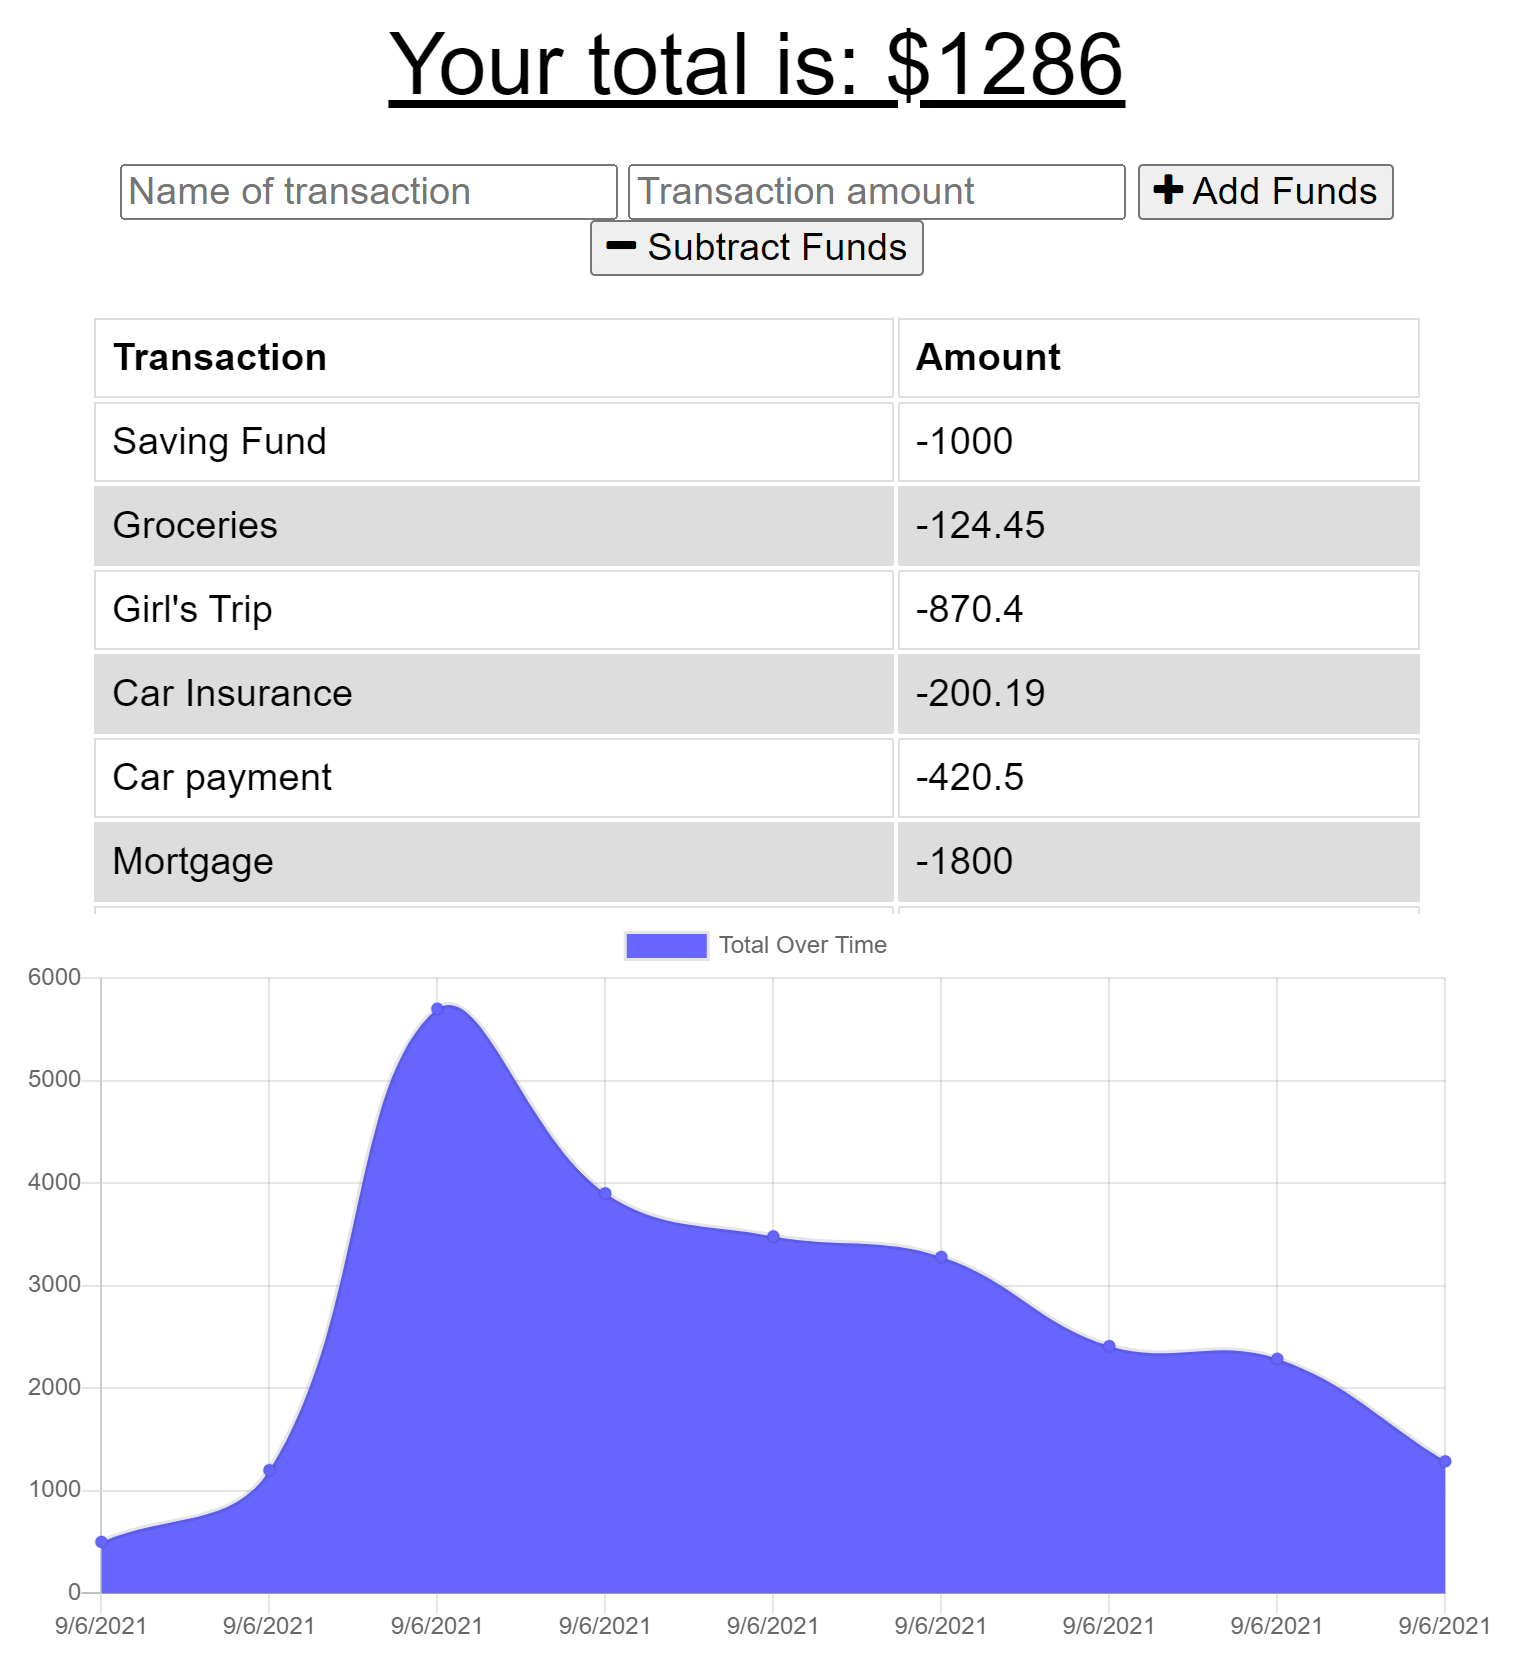 Your total is: $1286
Name of transaction Transaction amount Add Funds
Subtract Funds
Transaction Amount
Saving Fund -1000
Groceries -124.45
Girl's Trip -870.4
Car Insurance -200.19
Car payment -420.5
Mortgage -1800
Total Over Time
6000
5000
4000
3000
2000
1000
0
9/6/2021 9/6/2021 9/6/2021 9/6/2021 9/6/2021 9/6/2021 9/6/2021 9/6/2021 9/6/2021